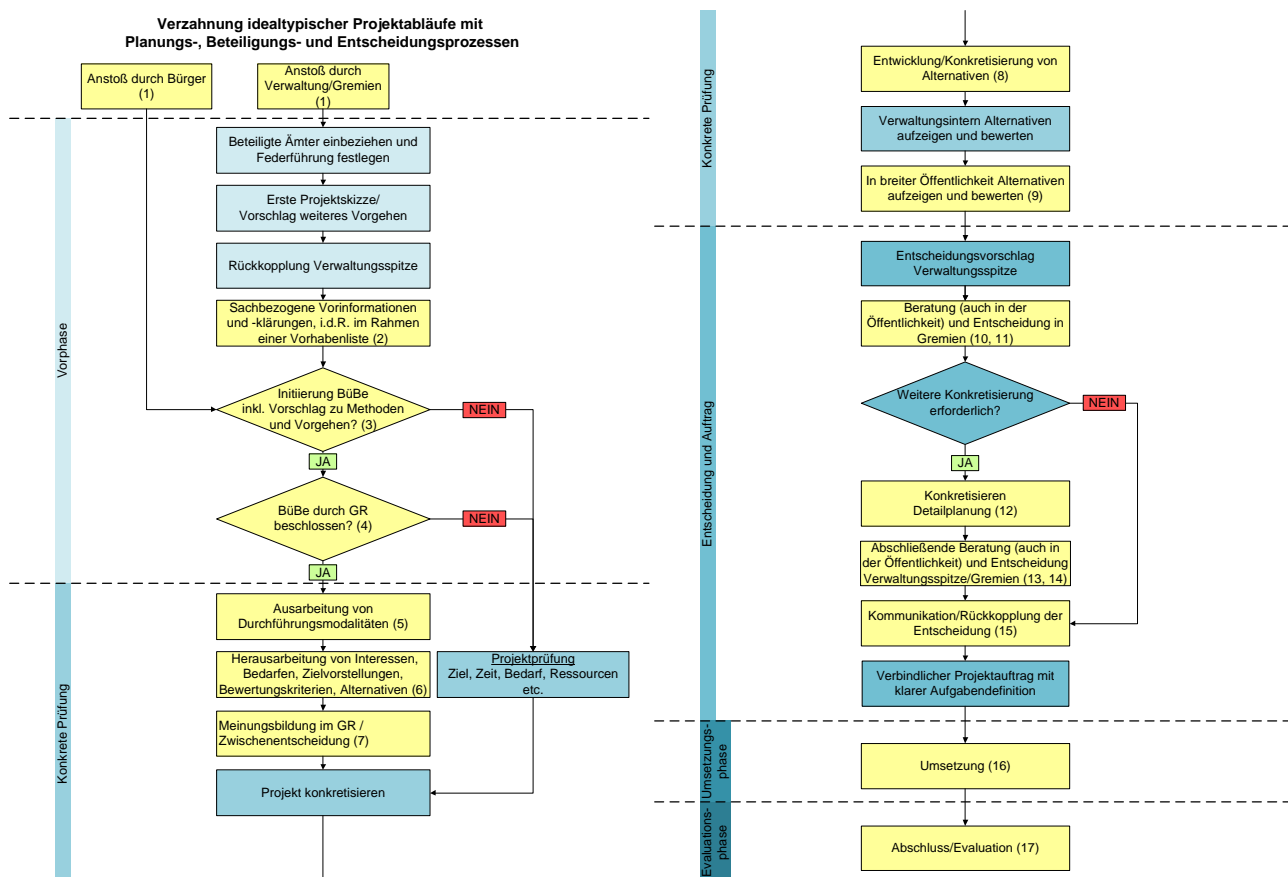 Verzahnung idealtypischer Projektabläufe mit
Planungs-, Beteiligungs- und Entscheidungsprozessen
Anstoß durch Bürger
(1)
Anstoß durch
Verwaltung/Gremien
(1)
Vorphase
Beteiligte Ämter einbeziehen und
Federführung festlegen
Erste Projektskizze/
Vorschlag weiteres Vorgehen
Rückkopplung Verwaltungsspitze
Sachbezogene Vorinformationen
und -klärungen, i.d.R. im Rahmen
einer Vorhabenliste (2)
Initiierung BüBe
inkl. Vorschlag zu Methoden
und Vorgehen? (3)
NEIN
JA
BüBe durch GR
beschlossen? (4)
NEIN
JA
Konkrete Prüfung
Ausarbeitung von
Durchführungsmodalitäten (5)
Herausarbeitung von Interessen,
Bedarfen, Zielvorstellungen,
Bewertungskriterien, Alternativen (6)
Projektprüfung
Ziel, Zeit, Bedarf, Ressourcen
etc.
Meinungsbildung im GR /
Zwischenentscheidung (7)
Projekt konkretisieren
Konkrete Prüfung
Entwicklung/Konkretisierung von
Alternativen (8)
Verwaltungsintern Alternativen
aufzeigen und bewerten
In breiter Öffentlichkeit Alternativen
aufzeigen und bewerten (9)
Entscheidung und Auftrag
Entscheidungsvorschlag
Verwaltungsspitze
Beratung (auch in der
Öffentlichkeit) und Entscheidung in
Gremien (10, 11)
Weitere Konkretisierung
erforderlich?
NEIN
JA
Konkretisieren
Detailplanung (12)
Abschließende Beratung (auch in
der Öffentlichkeit) und Entscheidung
Verwaltungsspitze/Gremien (13, 14)
Kommunikation/Rückkopplung der
Entscheidung (15)
Verbindlicher Projektauftrag mit
klarer Aufgabendefinition
Umsetzungs-
phase
Umsetzung (16)
Evaluations-
phase
Abschluss/Evaluation (17)